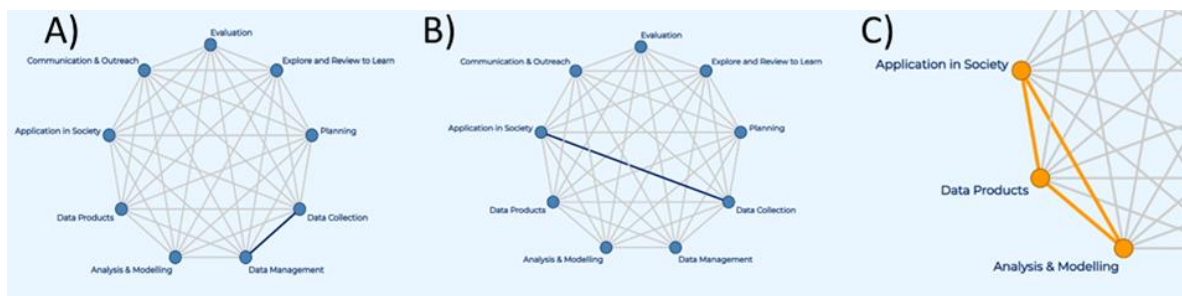 A)
Evaluation
Communication & Outreach
Explore and Review to Learn
Application in Society
Planning
Data Products
Data Collection
Analysis & Modelling
Data Management
B)
Evaluation
Communication & Outreach
Explore and Review to Learn
Application in Society
Planning
Data Products
Data Collection
Analysis & Modelling
Data Management
C)
Application in Society
Data Products
Analysis & Modelling